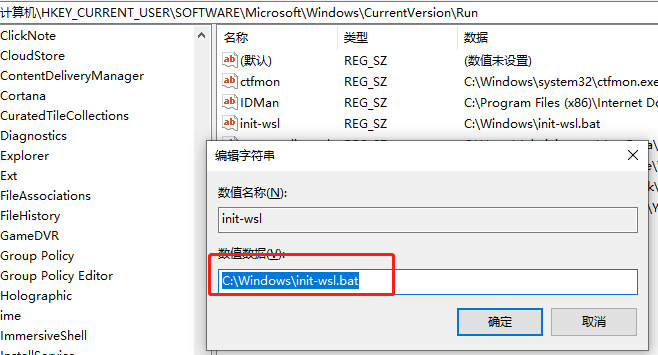 计算机\HKEY_CURRENT_USER\SOFTWARE\Microsoft\Windows\CurrentVersion\Run
ClickNote
CloudStore
ContentDeliveryManager
Cortana
CuratedTileCollections
Diagnostics
Explorer
Ext
FileAssociations
FileHistory
GameDVR
Group Policy
Group Policy Editor
Holographic
ime
ImmersiveShell
InstallService
名称 类型 数据
(默认) REG_SZ (数值未设置)
ctfmon REG_SZ C:\Windows\system32\ctfmon.exe
IDMan REG_SZ C:\Program Files (x86)\Internet Do
init-wsl REG_SZ C:\Windows\init-wsl.bat
编辑字符串
数值名称(N):
init-wsl
数值数据(V):
C:\Windows\init-wsl.bat
确定 取消